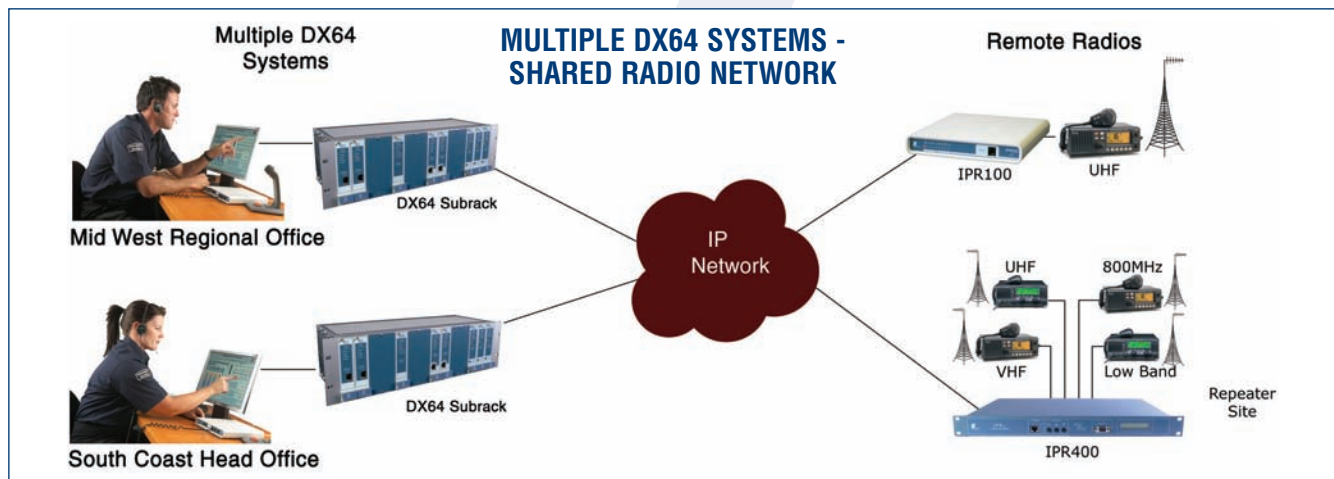 Multiple DX64
Systems
MULTIPLE DX64 SYSTEMS -
SHARED RADIO NETWORK
Remote Radios
DX64 Subrack
Mid West Regional Office
IPR100
UHF
IP
Network
UHF
800MHz
VHF
Low Band
DX64 Subrack
South Coast Head Office
Repeater
Site
IPR400